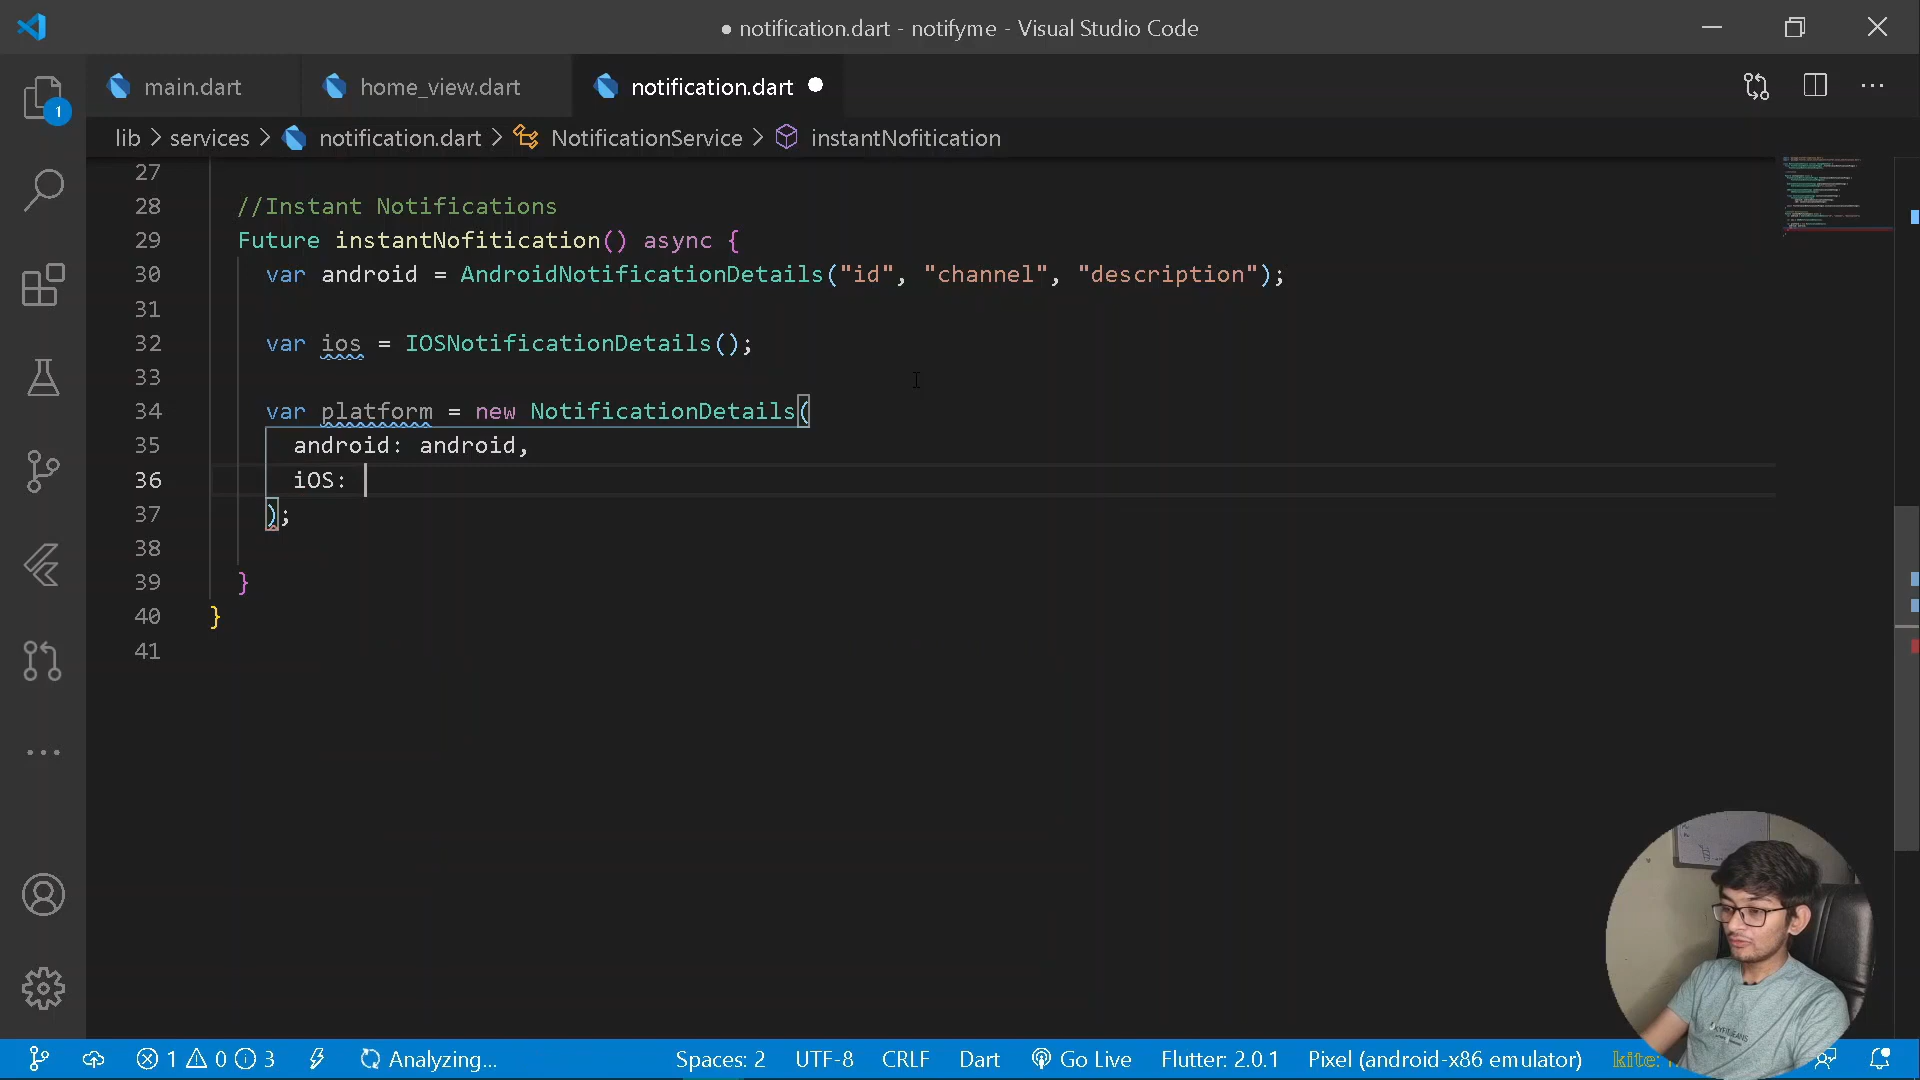 notification.dart - notifyme - Visual Studio Code
main.dart home_view.dart notification.dart
lib > services > notification.dart > NotificationService > instantNofitication
1
27
28 //Instant Notifications
29 Future instantNofitication() async {
30 var android = AndroidNotificationDetails("id", "channel", "description");
31
32 var ios = IOSNotificationDetails();
33
34 var platform = new NotificationDetails(
35 android: android,
36 iOS:
37 );
38
39 }
40 }
41
1 0 3 Analyzing... Spaces: 2 UTF-8 CRLF Dart Go Live Flutter: 2.0.1 Pixel (android-x86 emulator) kite: